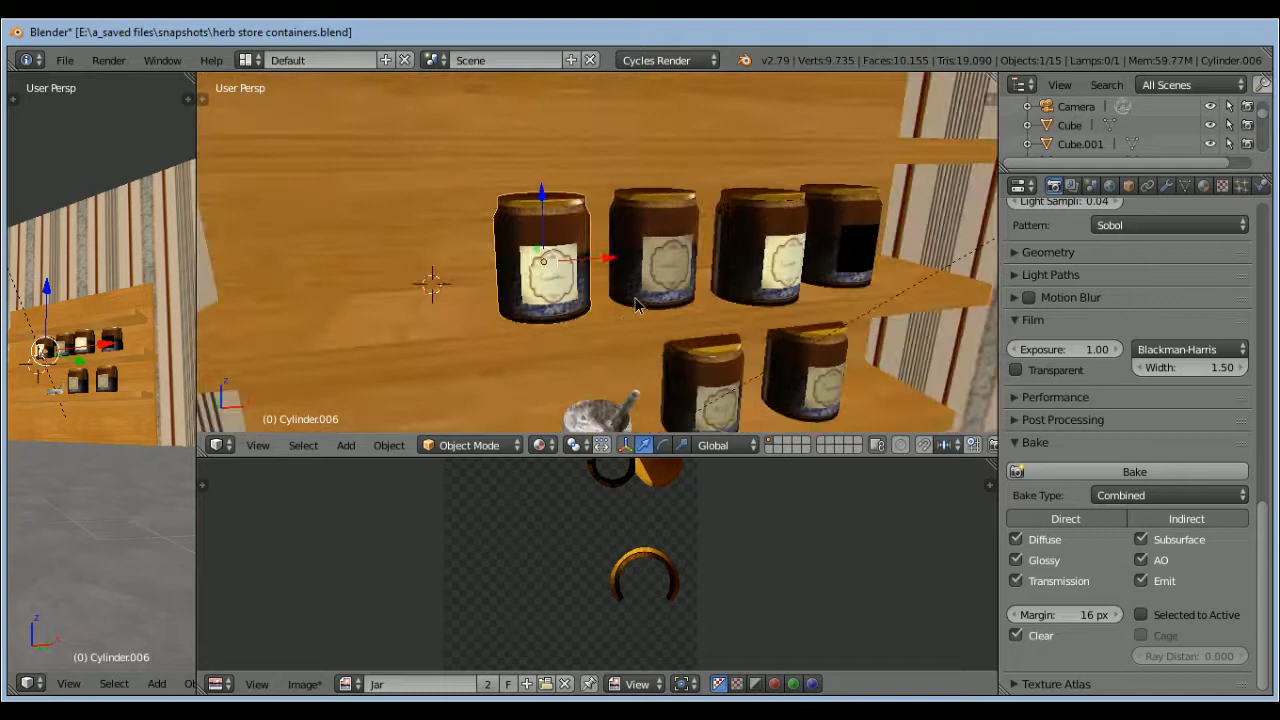 Blender* [E:\a_saved files\snapshots\herb store containers.blend]
File Render Window Help Default Scene Cycles Render v2.79 | Verts:9.735 | Faces:10.155 | Tris:19.090 | Objects:1/15 | Lamps:0/1 | Mem:59.77M | Cylinder.006
User Persp
User Persp
View Search All Scenes
Camera
Cube
Cube.001
Light Sampli: 0.04
Pattern: Sobol
Geometry
Light Paths
Motion Blur
Film
Exposure: 1.00 Blackman-Harris
Transparent Width: 1.50
Performance
Post Processing
Bake
Bake
Bake Type: Combined
Direct Indirect
Diffuse Subsurface
Glossy AO
Transmission Emit
Margin: 16 px Selected to Active
Clear Cage
Ray Distan: 0.000
Texture Atlas
(0) Cylinder.006
View Select Add Object Object Mode Global
(0) Cylinder.006
View Select Add Ob
View Image* Jar 2 F View